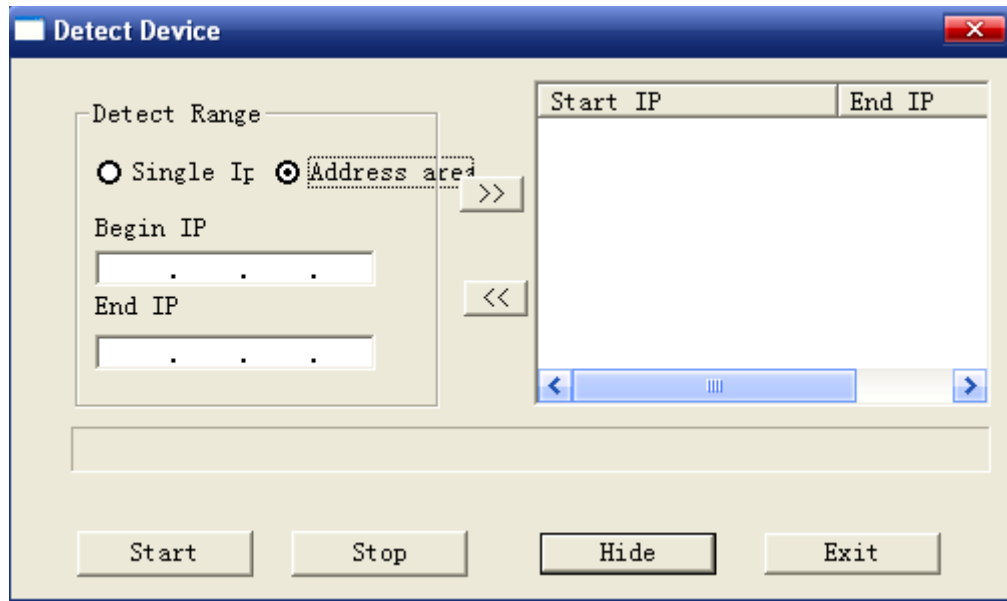 Detect Device
Detect Range
Single Ip
Address area
Begin IP
. . .
End IP
. . .
>>
<<
Start IP End IP
Start Stop Hide Exit